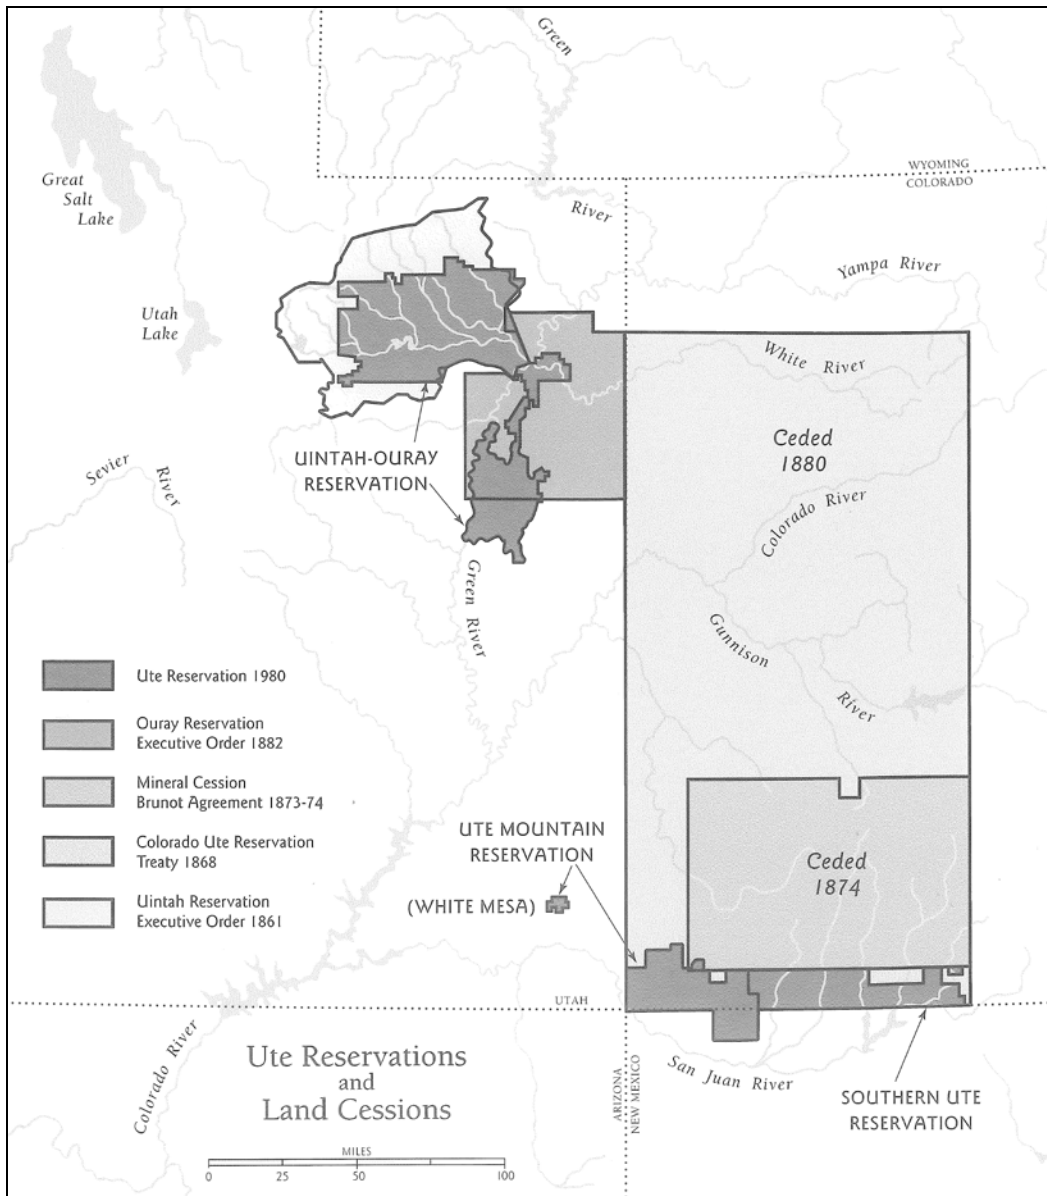 Green
River
WYOMING
COLORADO
Great
Salt
Lake
Yampa River
Utah
Lake
White River
Ceded
1880
Sevier
River
UINTAH-OURAY
RESERVATION
Colorado River
Green River
Gunnison
River
Ute Reservation 1980
Ouray Reservation
Executive Order 1882
Mineral Cession
Brunot Agreement 1873-74
Colorado Ute Reservation
Treaty 1868
Uintah Reservation
Executive Order 1861
UTE MOUNTAIN
RESERVATION
(WHITE MESA)
Ceded
1874
UTAH
ARIZONA
NEW MEXICO
Colorado River
San Juan River
SOUTHERN UTE
RESERVATION
Ute Reservations
and
Land Cessions
MILES
0 25 50 100